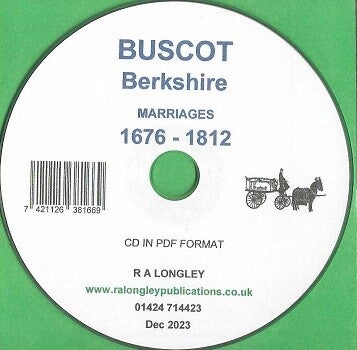 BUSCOT
Berkshire
MARRIAGES
1676 - 1812
7 421126 381669
CD IN PDF FORMAT
R A LONGLEY
www.ralongleypublications.co.uk
01424 714423
Dec 2023